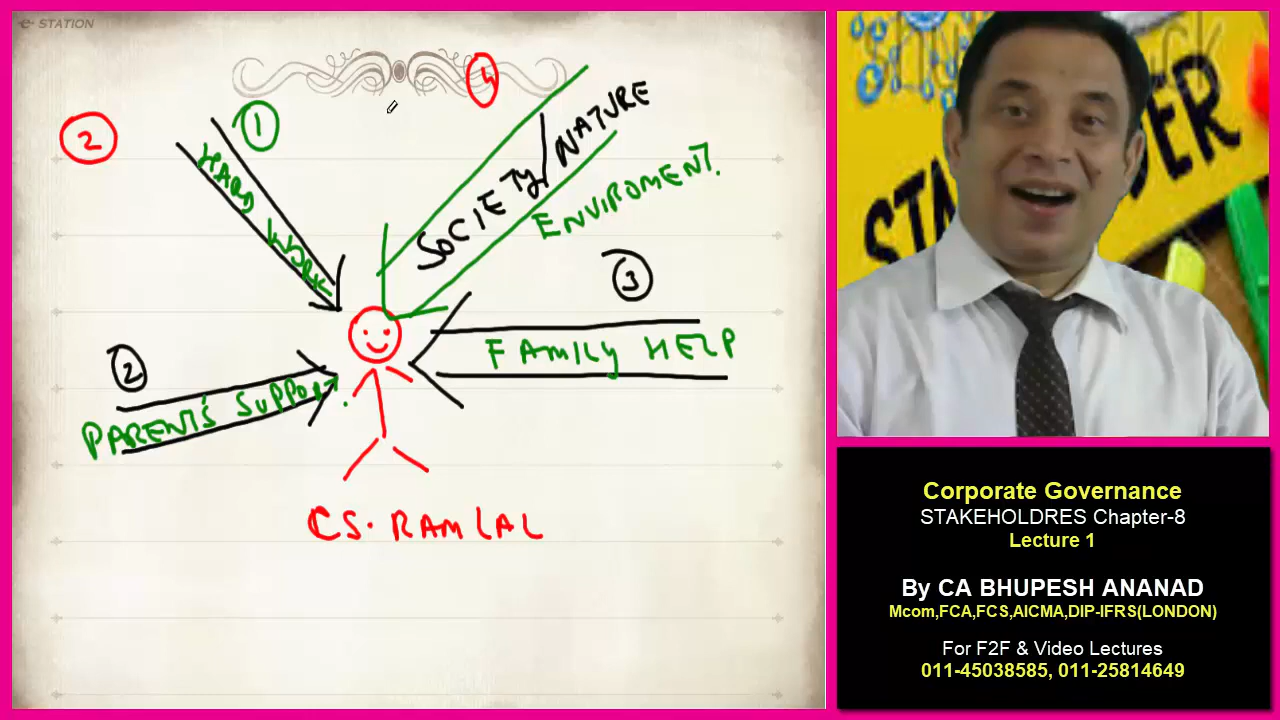 e-STATION
4
2
1
HARD WORK
SOCIETY/NATURE
ENVIROMENT.
3
FAMILY HELP
2
PARENT'S SUPPORT.
CS. RAMLAL
STAKEHOLDER
Corporate Governance
STAKEHOLDRES Chapter-8
Lecture 1
By CA BHUPESH ANANAD
Mcom,FCA,FCS,AICMA,DIP-IFRS(LONDON)
For F2F & Video Lectures
011-45038585, 011-25814649